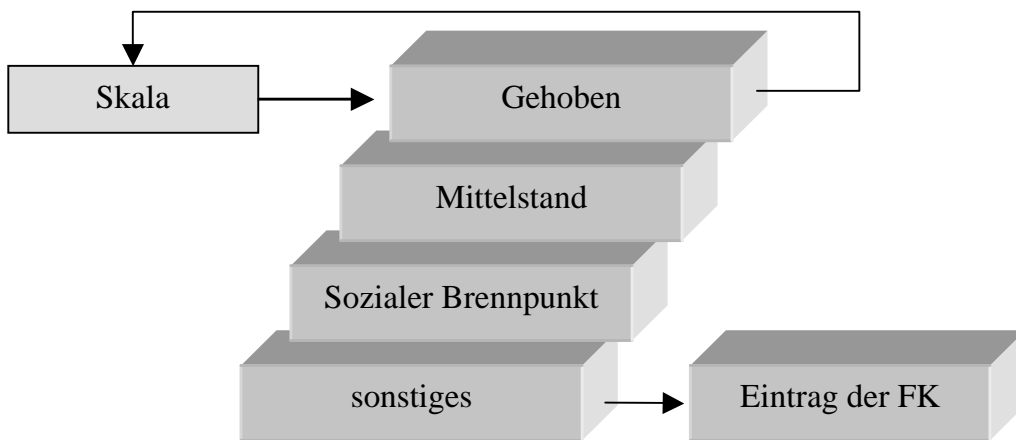 Skala
Gehoben
Mittelstand
Sozialer Brennpunkt
sonstiges
Eintrag der FK